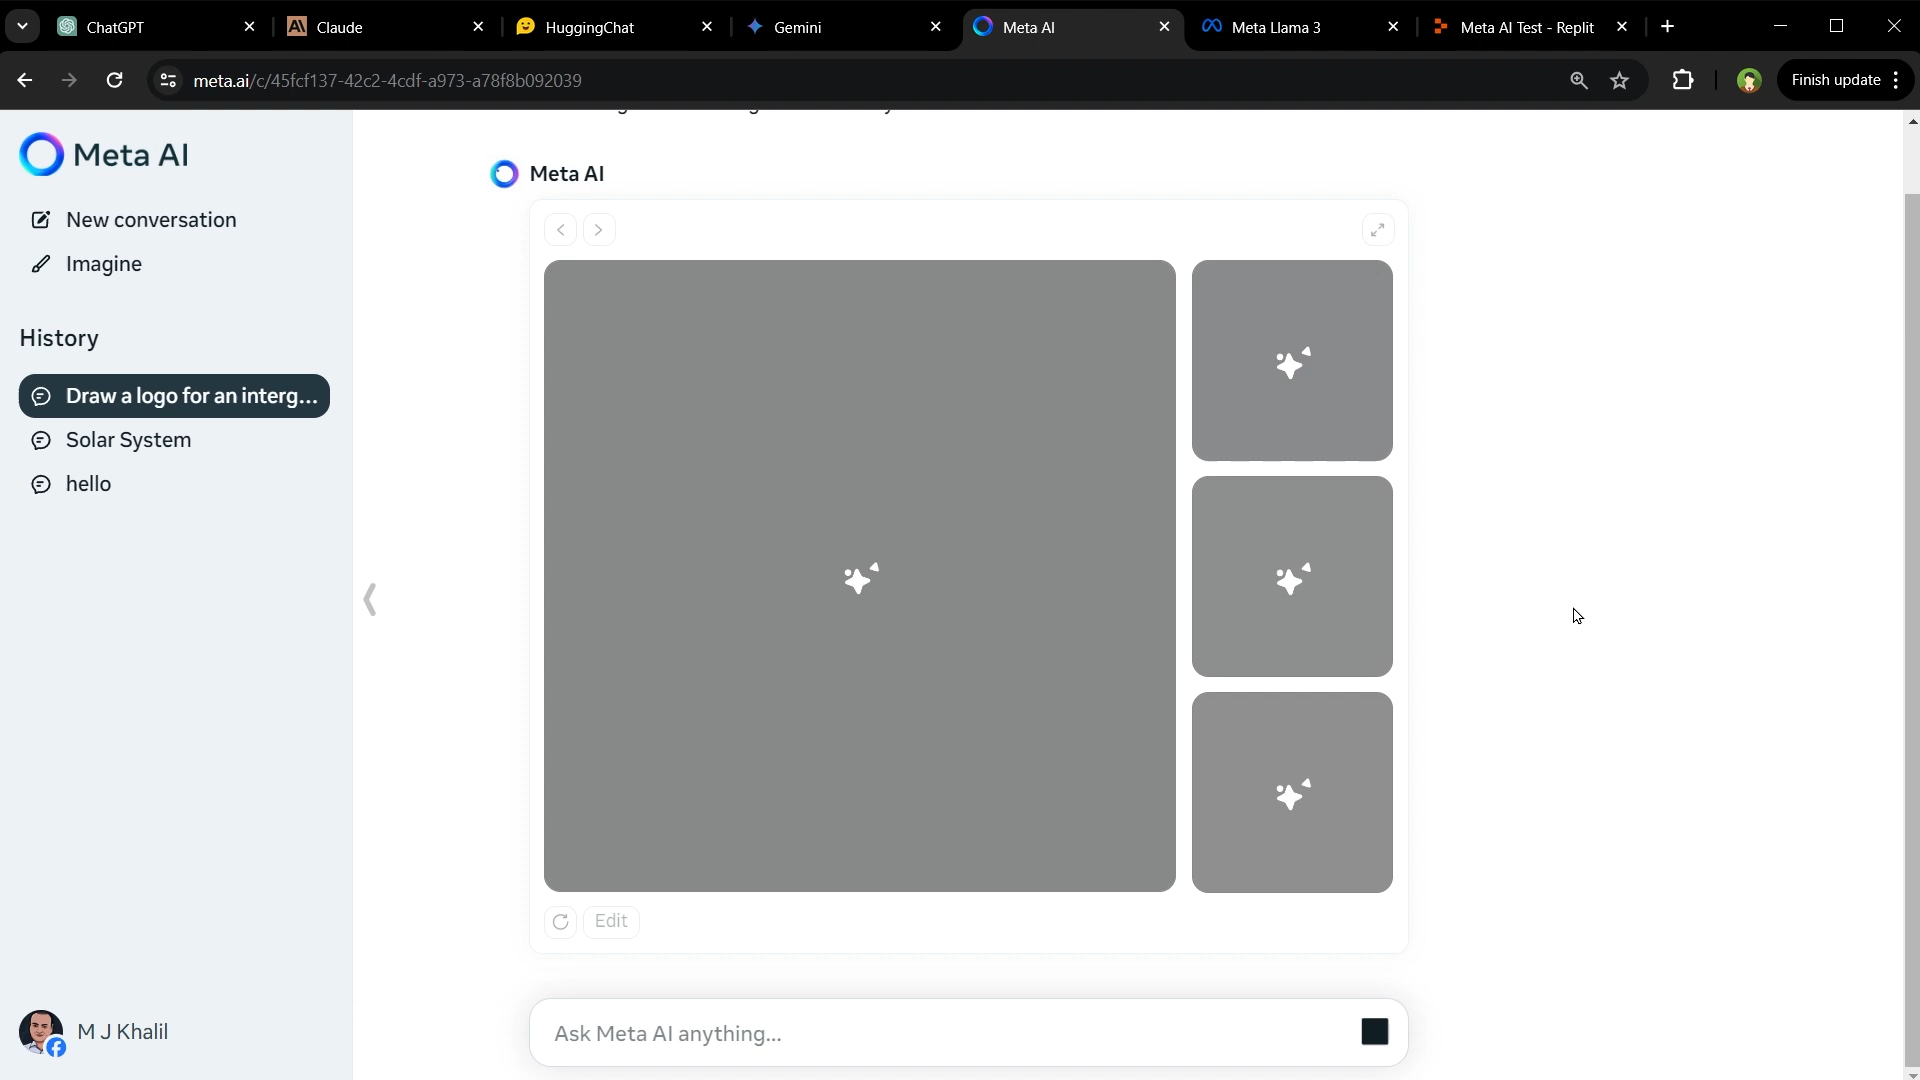 ChatGPT
Claude
HuggingChat
Gemini
Meta AI
Meta Llama 3
Meta AI Test - Replit
meta.ai/c/45fcf137-42c2-4cdf-a973-a78f8b092039
Finish update
Meta AI
New conversation
Imagine
History
Draw a logo for an interg...
Solar System
hello
M J Khalil
Meta AI
Edit
Ask Meta AI anything...